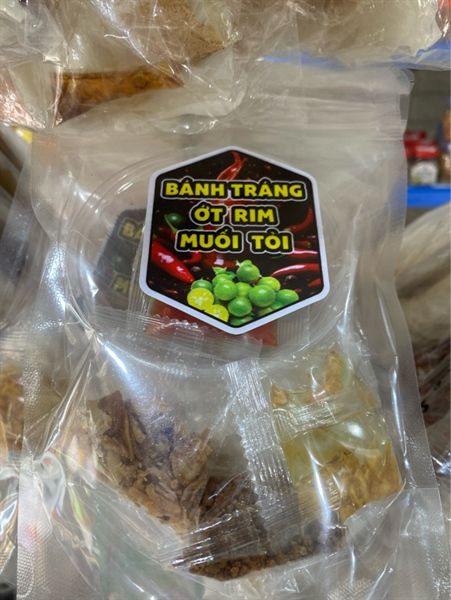 BÁNH TRÁNG
ỚT RIM
MUỐI TỎI